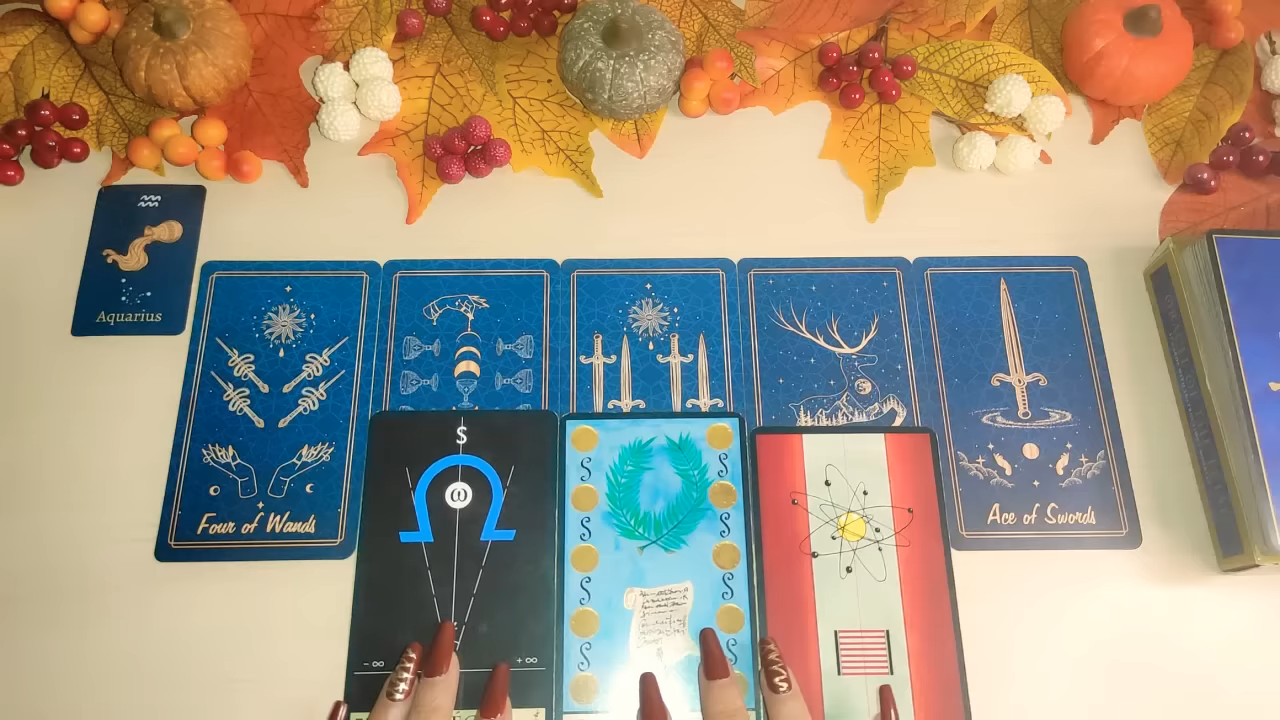 Aquarius
Four of Wands
Ace of Swords
$
ω
- ∞
+ ∞
S
S
S
S
S
S
S
S